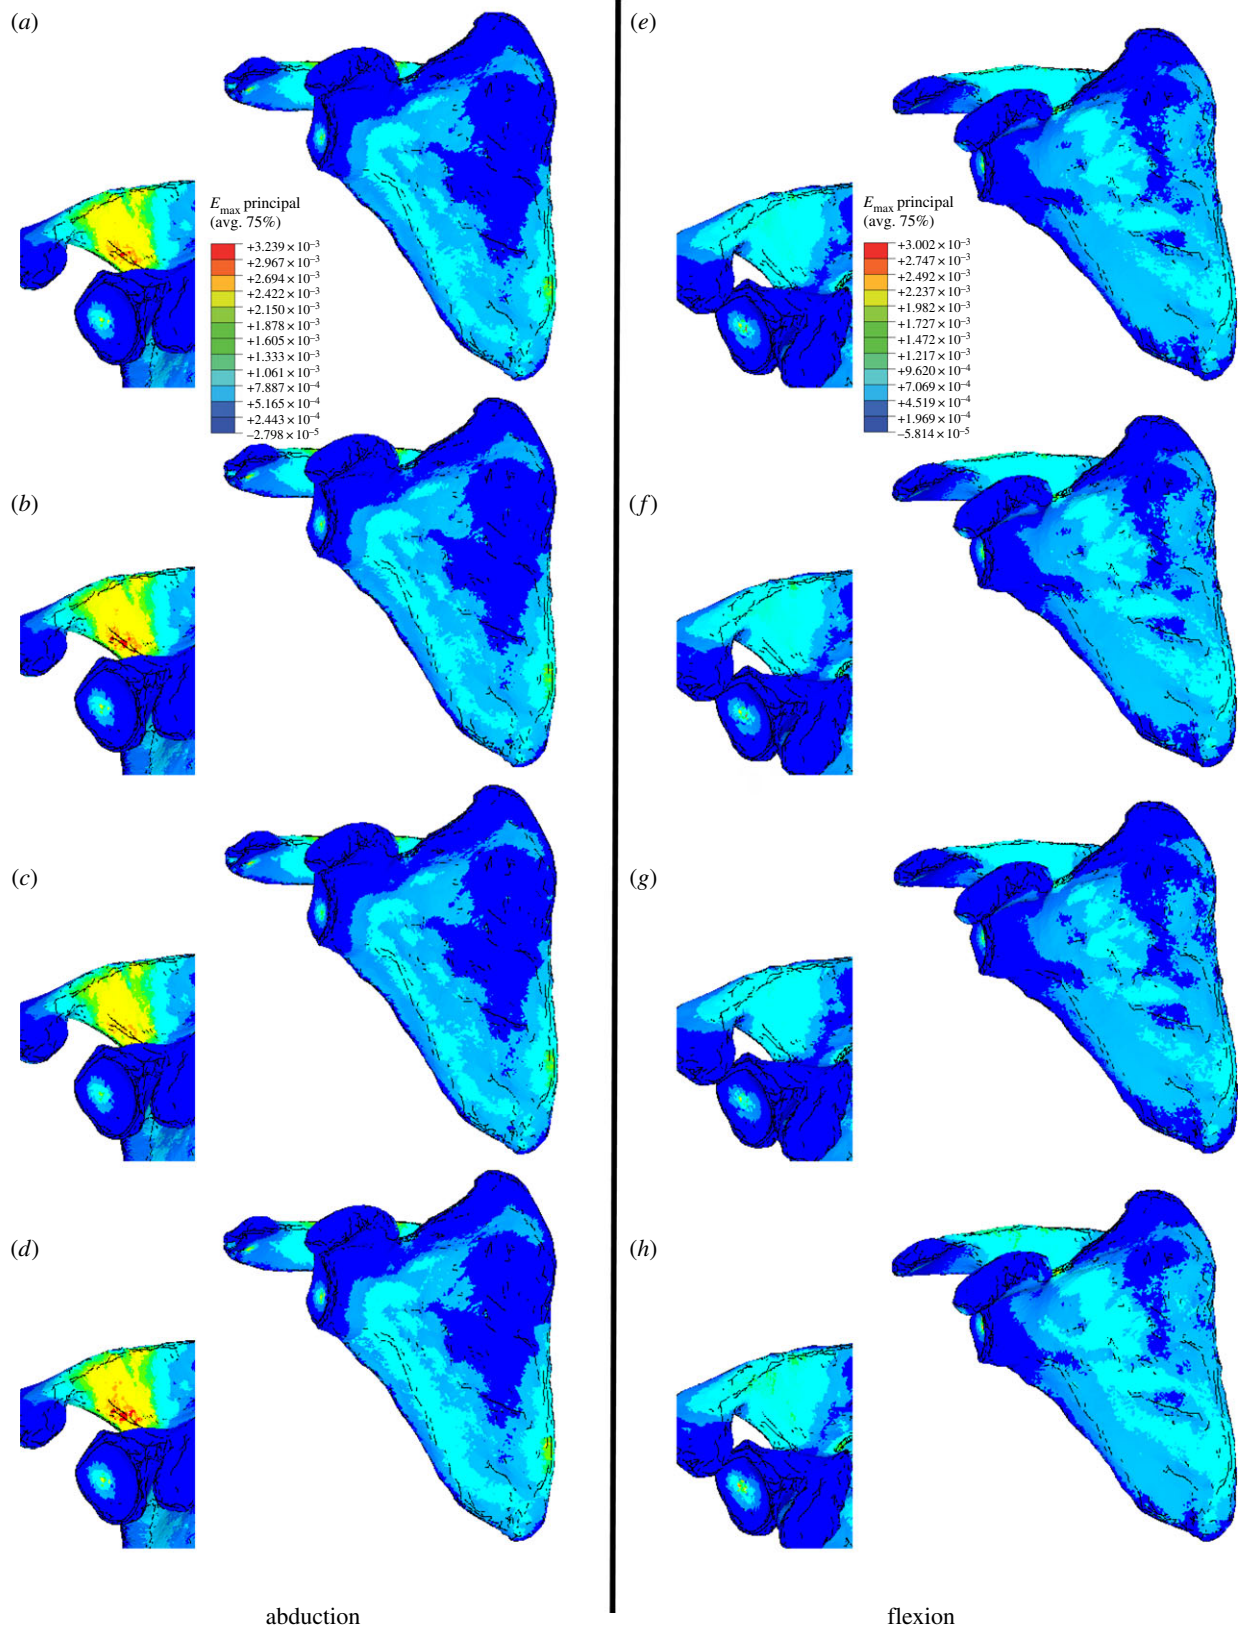 (a)
E_max principal
(avg. 75%)
+3.239 × 10⁻³
+2.967 × 10⁻³
+2.694 × 10⁻³
+2.422 × 10⁻³
+2.150 × 10⁻³
+1.878 × 10⁻³
+1.605 × 10⁻³
+1.333 × 10⁻³
+1.061 × 10⁻³
+7.887 × 10⁻⁴
+5.165 × 10⁻⁴
+2.443 × 10⁻⁴
−2.798 × 10⁻⁵
(b)
(c)
(d)
abduction
(e)
E_max principal
(avg. 75%)
+3.002 × 10⁻³
+2.747 × 10⁻³
+2.492 × 10⁻³
+2.237 × 10⁻³
+1.982 × 10⁻³
+1.727 × 10⁻³
+1.472 × 10⁻³
+1.217 × 10⁻³
+9.620 × 10⁻⁴
+7.069 × 10⁻⁴
+4.519 × 10⁻⁴
+1.969 × 10⁻⁴
−5.814 × 10⁻⁵
(f)
(g)
(h)
flexion